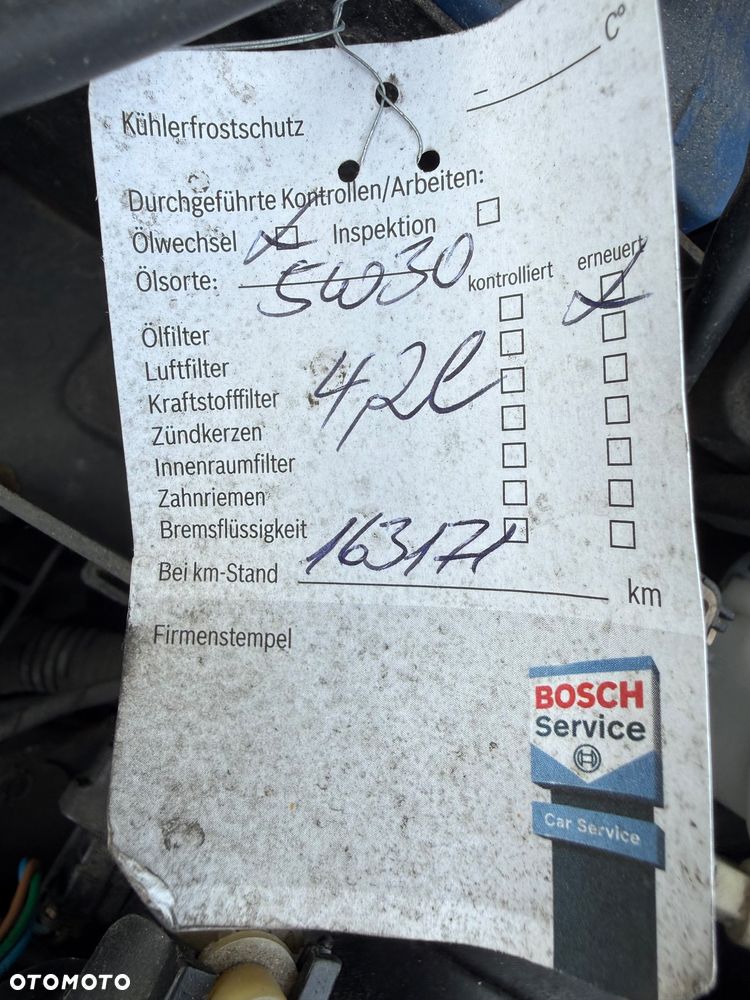 - C°
Kühlerfrostschutz
Durchgeführte Kontrollen/Arbeiten:
Ölwechsel Inspektion
Ölsorte: 5W30 kontrolliert erneuert
Ölfilter
Luftfilter
Kraftstofffilter 4,2l
Zündkerzen
Innenraumfilter
Zahnriemen
Bremsflüssigkeit
Bei km-Stand 163171 km
Firmenstempel
BOSCH
Service
Car Service
OTOMOTO